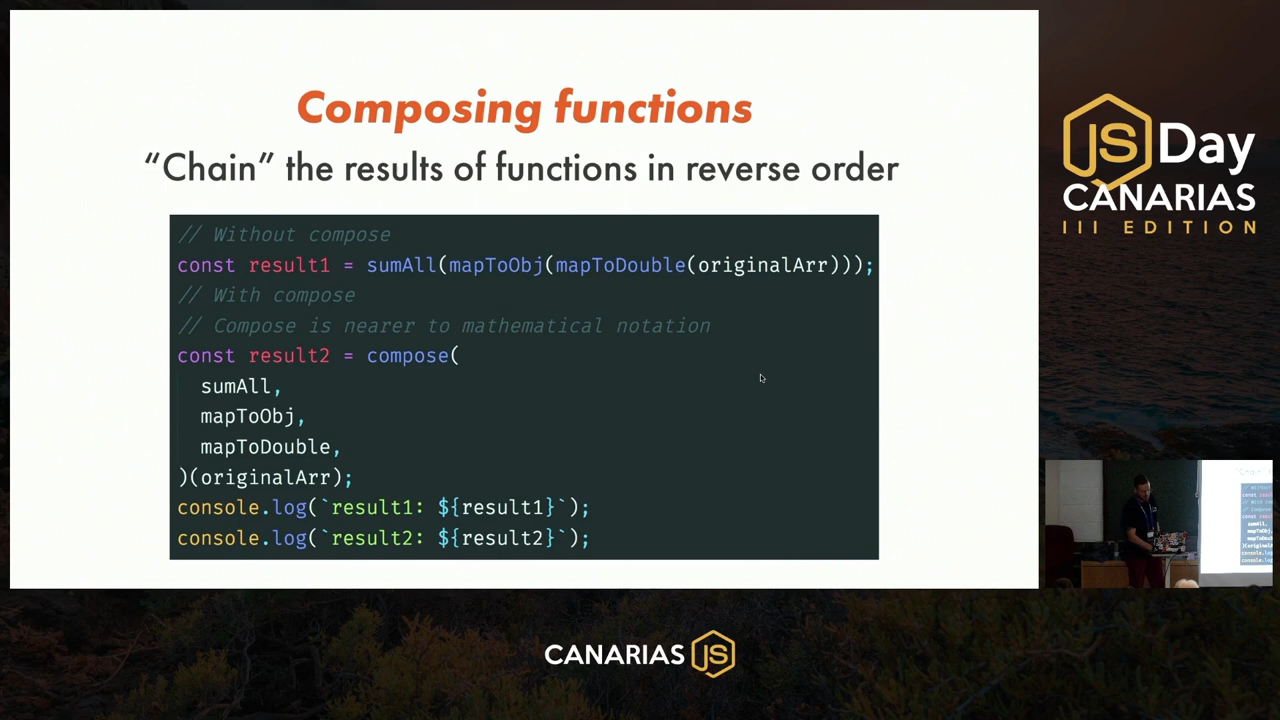 Composing functions
“Chain” the results of functions in reverse order
// Without compose
const result1 = sumAll(mapToObj(mapToDouble(originalArr)));
// With compose
// Compose is nearer to mathematical notation
const result2 = compose(
  sumAll,
  mapToObj,
  mapToDouble,
)(originalArr);
console.log(`result1: ${result1}`);
console.log(`result2: ${result2}`);
JS Day
CANARIAS
III EDITION
CANARIAS JS